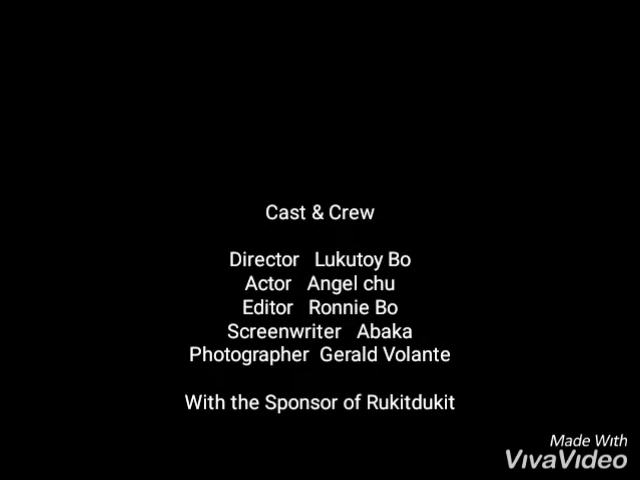 Cast & Crew
Director Lukutoy Bo
Actor Angel chu
Editor Ronnie Bo
Screenwriter Abaka
Photographer Gerald Volante
With the Sponsor of Rukitdukit
Made With
VivaVideo